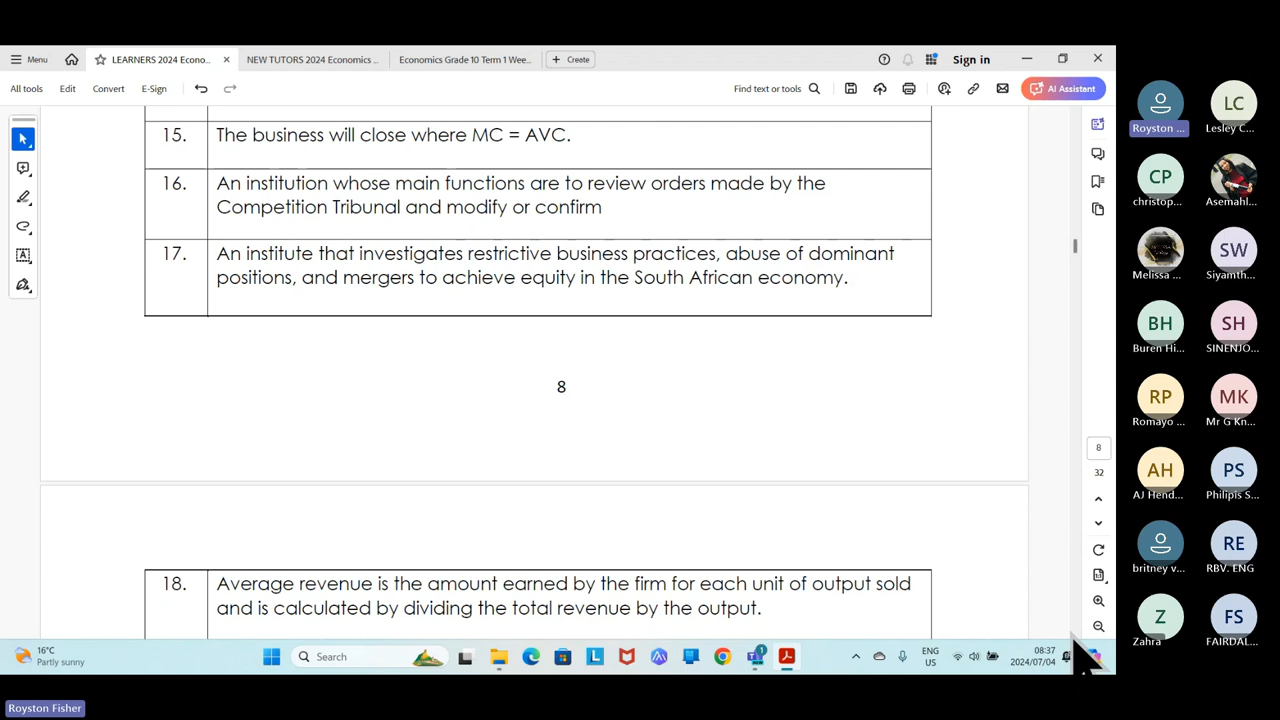 Menu
LEARNERS 2024 Econo...
NEW TUTORS 2024 Economics ...
Economics Grade 10 Term 1 Wee...
Create
Sign in
All tools
Edit
Convert
E-Sign
Find text or tools
AI Assistant
15. The business will close where MC = AVC.
16. An institution whose main functions are to review orders made by the
Competition Tribunal and modify or confirm
17. An institute that investigates restrictive business practices, abuse of dominant
positions, and mergers to achieve equity in the South African economy.
8
18. Average revenue is the amount earned by the firm for each unit of output sold
and is calculated by dividing the total revenue by the output.
8
32
16°C
Partly sunny
Search
ENG
US
08:37
2024/07/04
Royston ...
LC
Lesley C...
CP
christop...
Asemahl...
Melissa ...
SW
Siyamth...
BH
Buren Hi...
SH
SINENJO...
RP
Romayo ...
MK
Mr G Kn...
AH
AJ Hend...
PS
Philipis S...
britney v...
RE
RBV. ENG
Z
Zahra
FS
FAIRDAL...
Royston Fisher